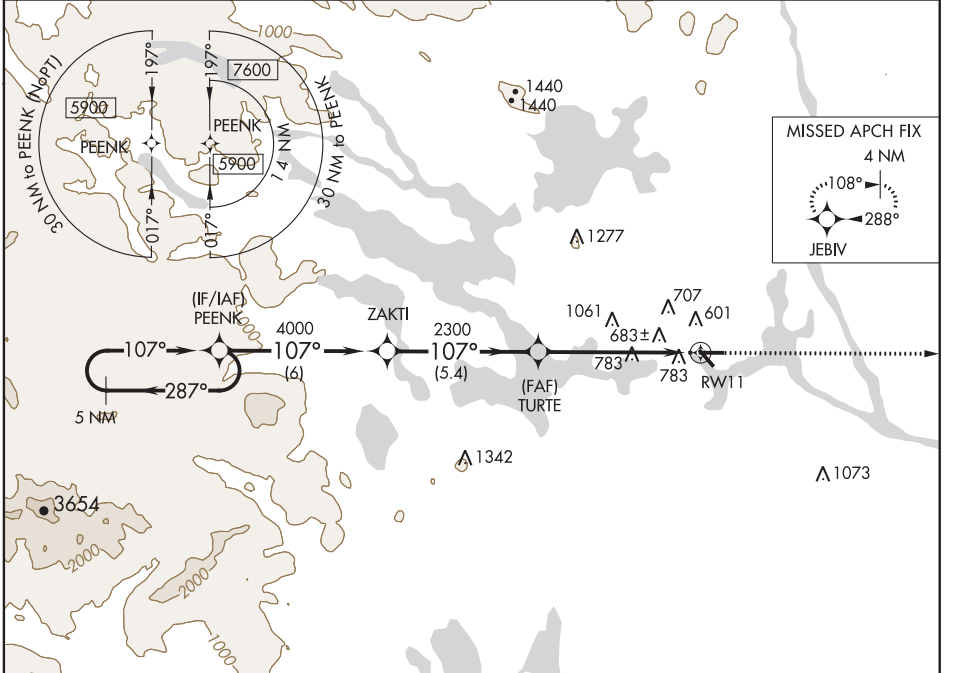 1000
30 NM to PEENK (NoPT)
197°
197°
7600
5900
PEENK
PEENK
5900
14 NM
30 NM to PEENK
017°
017°
1440
1440
MISSED APCH FIX
4 NM
108°
288°
JEBIV
1277
(IF/IAF)
PEENK
ZAKTI
4000
107°
(6)
2300
107°
(5.4)
107°
287°
5 NM
1061
707
601
683±
783
783
RW11
(FAF)
TURTE
1342
1073
3654
2000
2000
1000